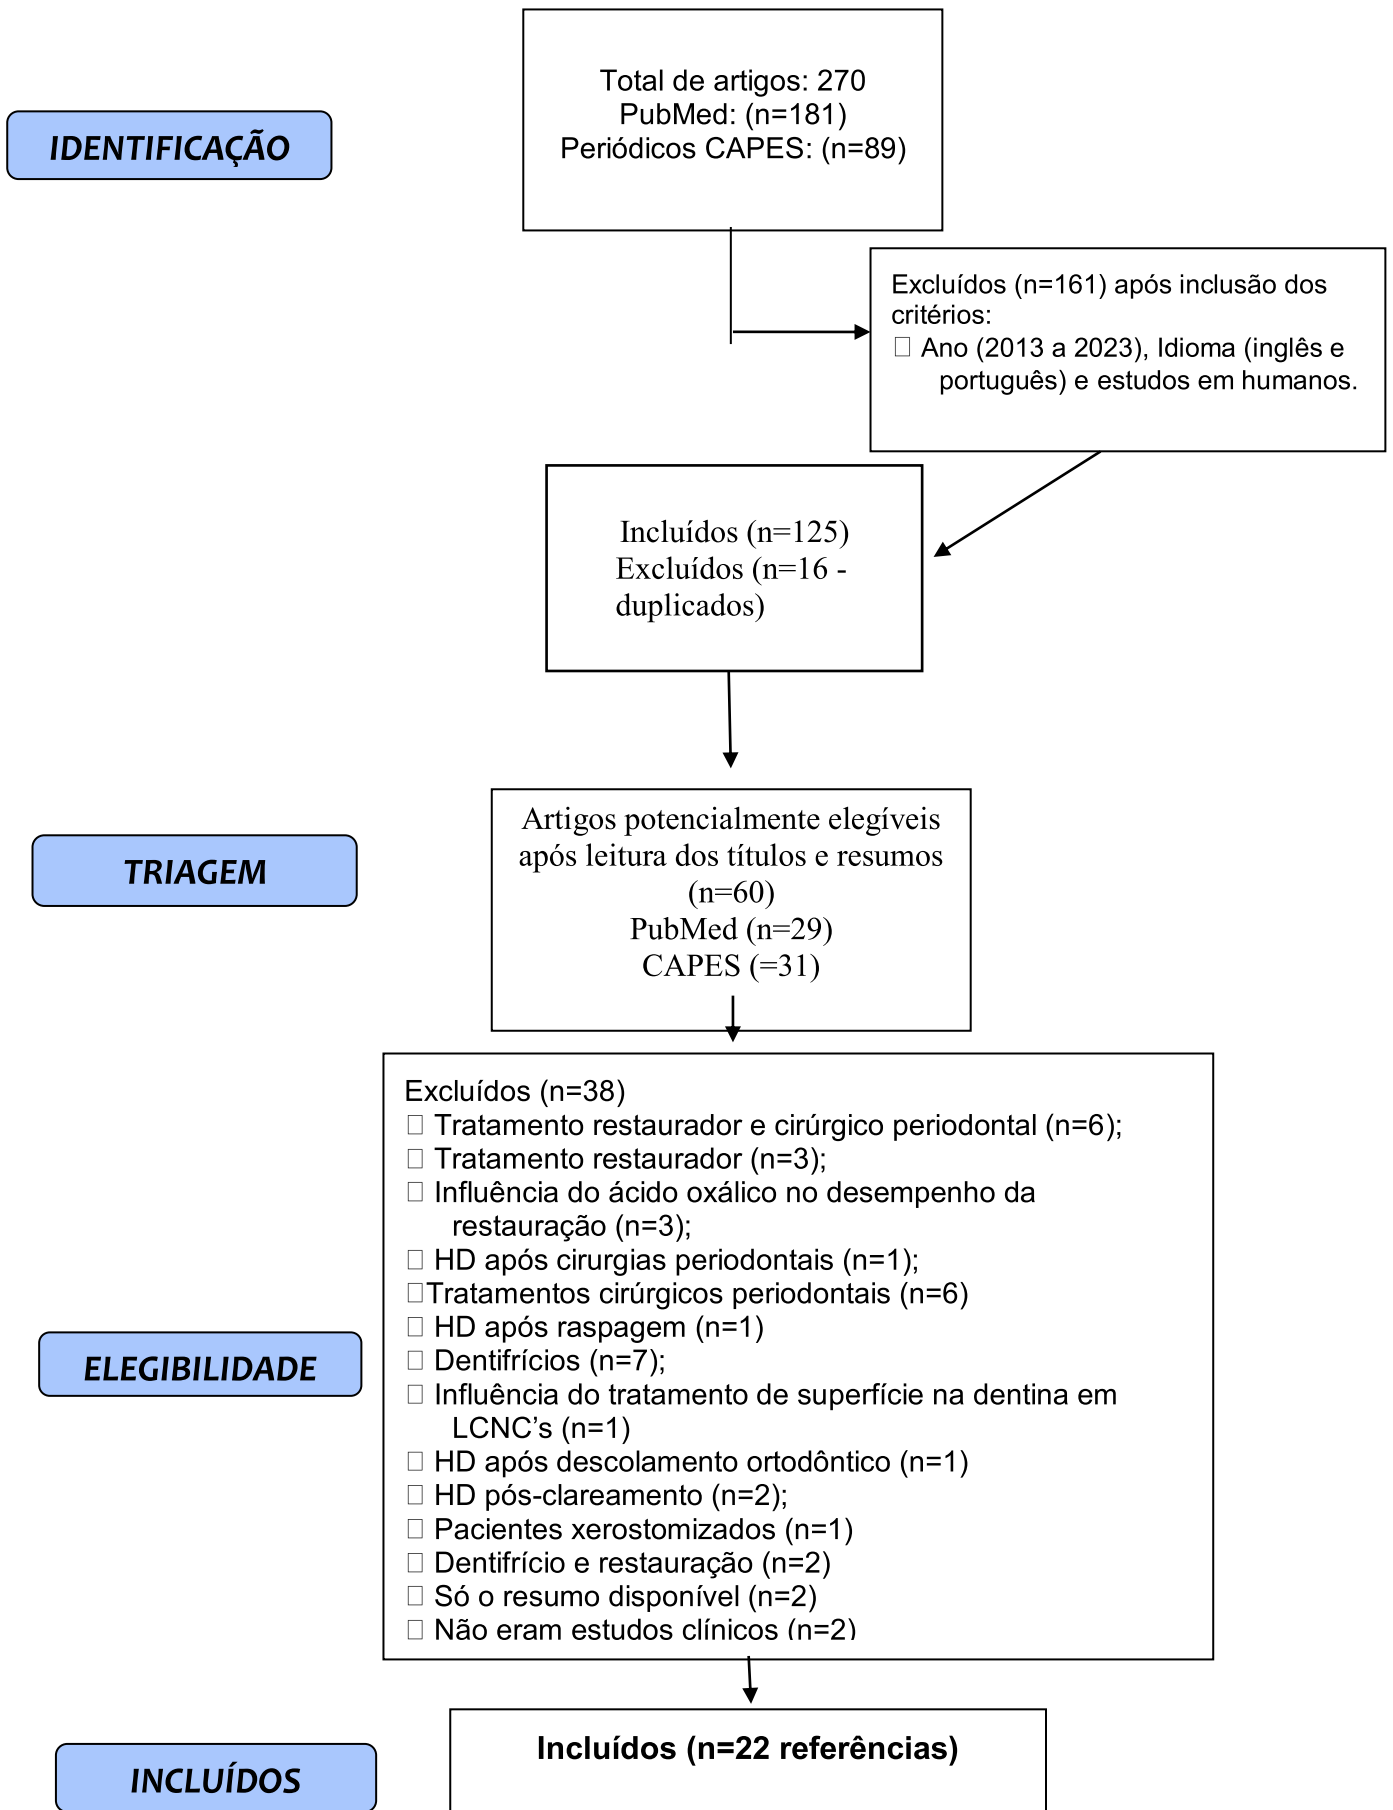 Total de artigos: 270
PubMed: (n=181)
Periódicos CAPES: (n=89)
IDENTIFICAÇÃO
Excluídos (n=161) após inclusão dos
critérios:
Ano (2013 a 2023), Idioma (inglês e
português) e estudos em humanos.
Incluídos (n=125)
Excluídos (n=16 -
duplicados)
TRIAGEM
Artigos potencialmente elegíveis
após leitura dos títulos e resumos
(n=60)
PubMed (n=29)
CAPES (=31)
ELEGIBILIDADE
Excluídos (n=38)
Tratamento restaurador e cirúrgico periodontal (n=6);
Tratamento restaurador (n=3);
Influência do ácido oxálico no desempenho da
restauração (n=3);
HD após cirurgias periodontais (n=1);
Tratamentos cirúrgicos periodontais (n=6)
HD após raspagem (n=1)
Dentifrícios (n=7);
Influência do tratamento de superfície na dentina em
LCNC’s (n=1)
HD após descolamento ortodôntico (n=1)
HD pós-clareamento (n=2);
Pacientes xerostomizados (n=1)
Dentifrício e restauração (n=2)
Só o resumo disponível (n=2)
Não eram estudos clínicos (n=2)
INCLUÍDOS
Incluídos (n=22 referências)